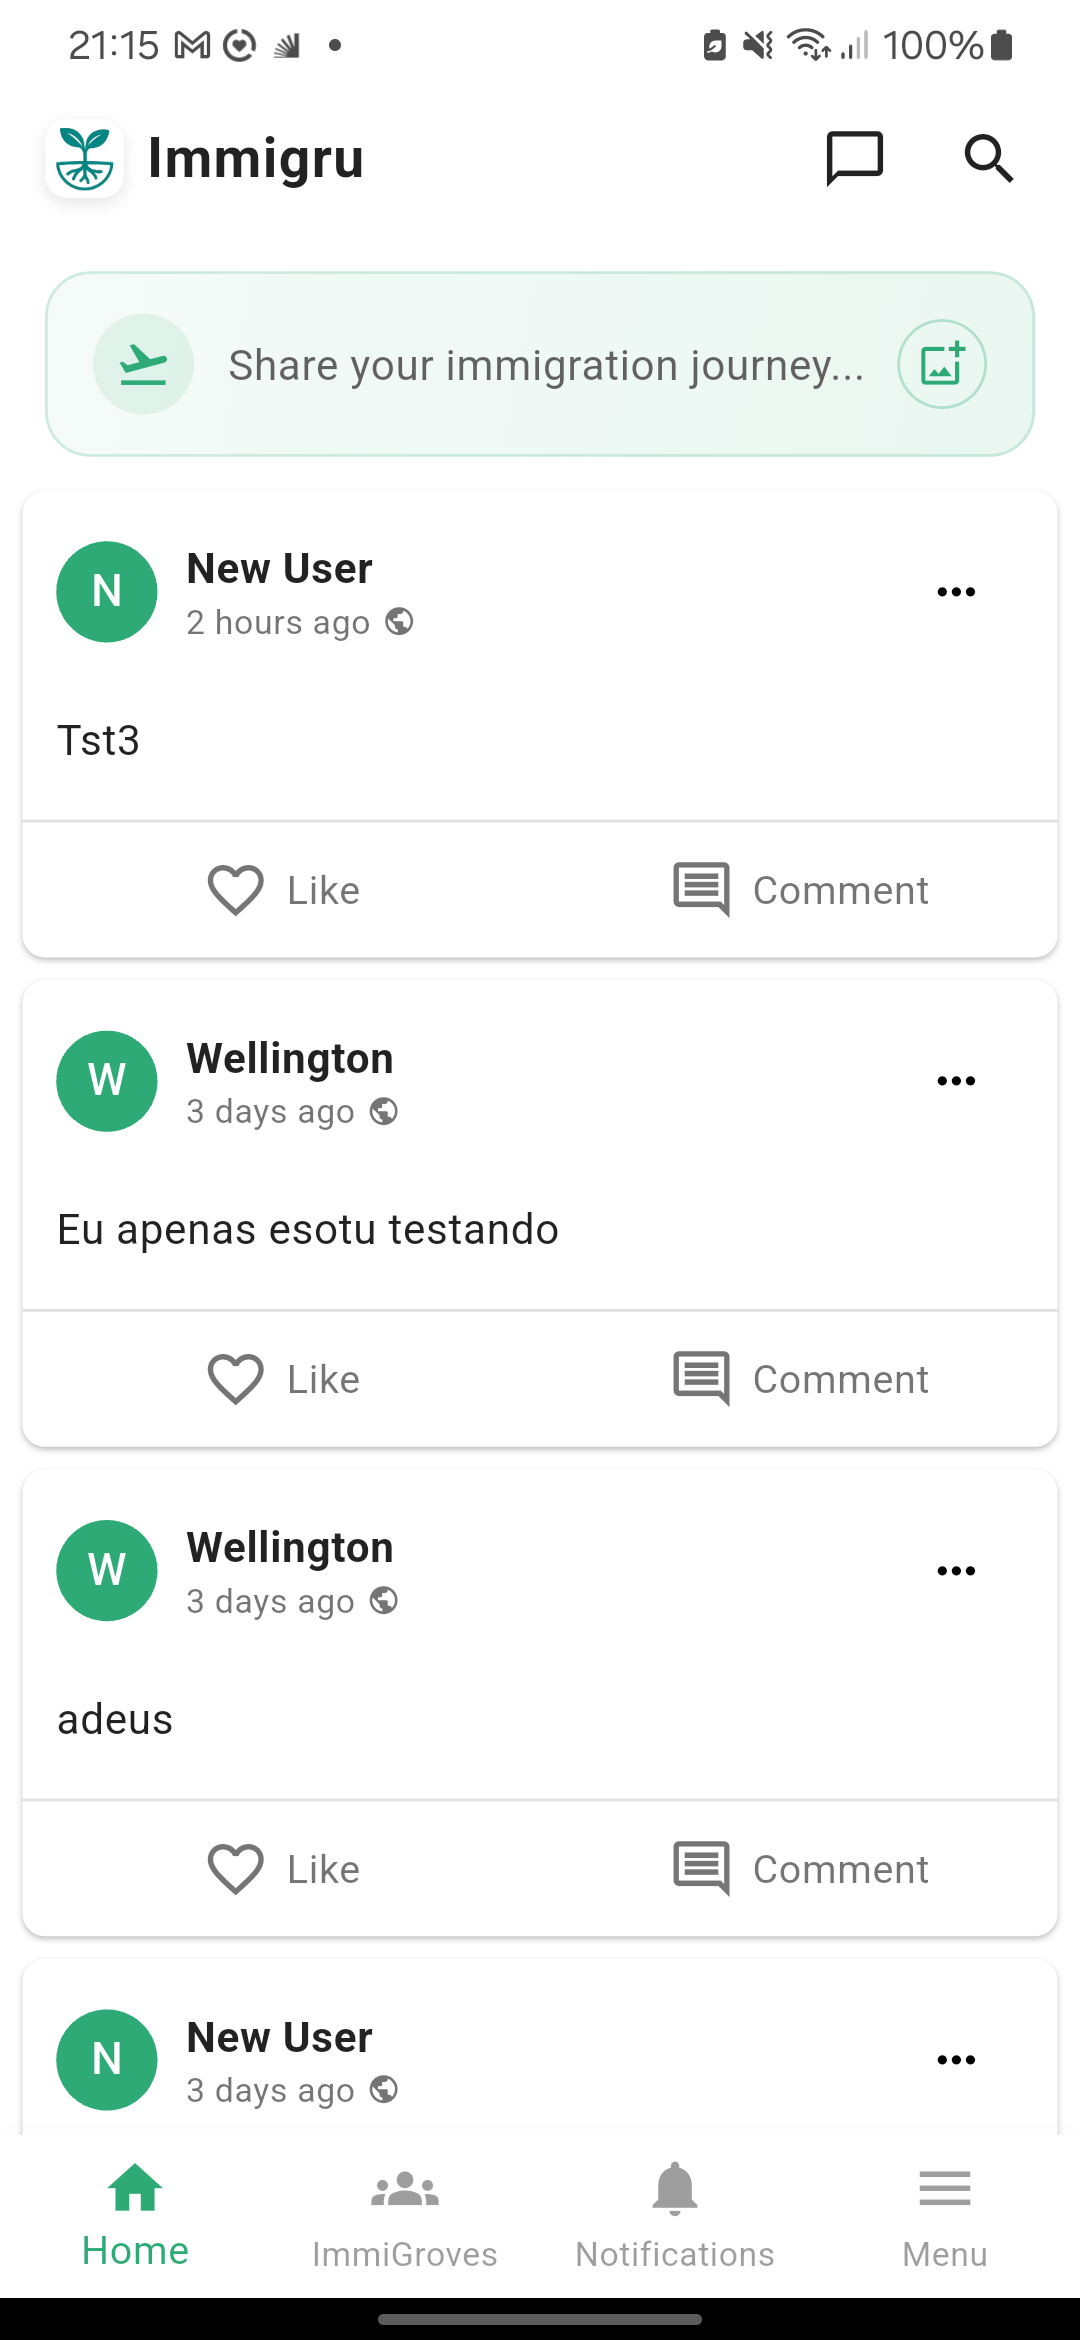 21:15
100%
Immigru
Share your immigration journey...
N
New User
2 hours ago
Tst3
Like
Comment
W
Wellington
3 days ago
Eu apenas esotu testando
Like
Comment
W
Wellington
3 days ago
adeus
Like
Comment
N
New User
3 days ago
Home
ImmiGroves
Notifications
Menu